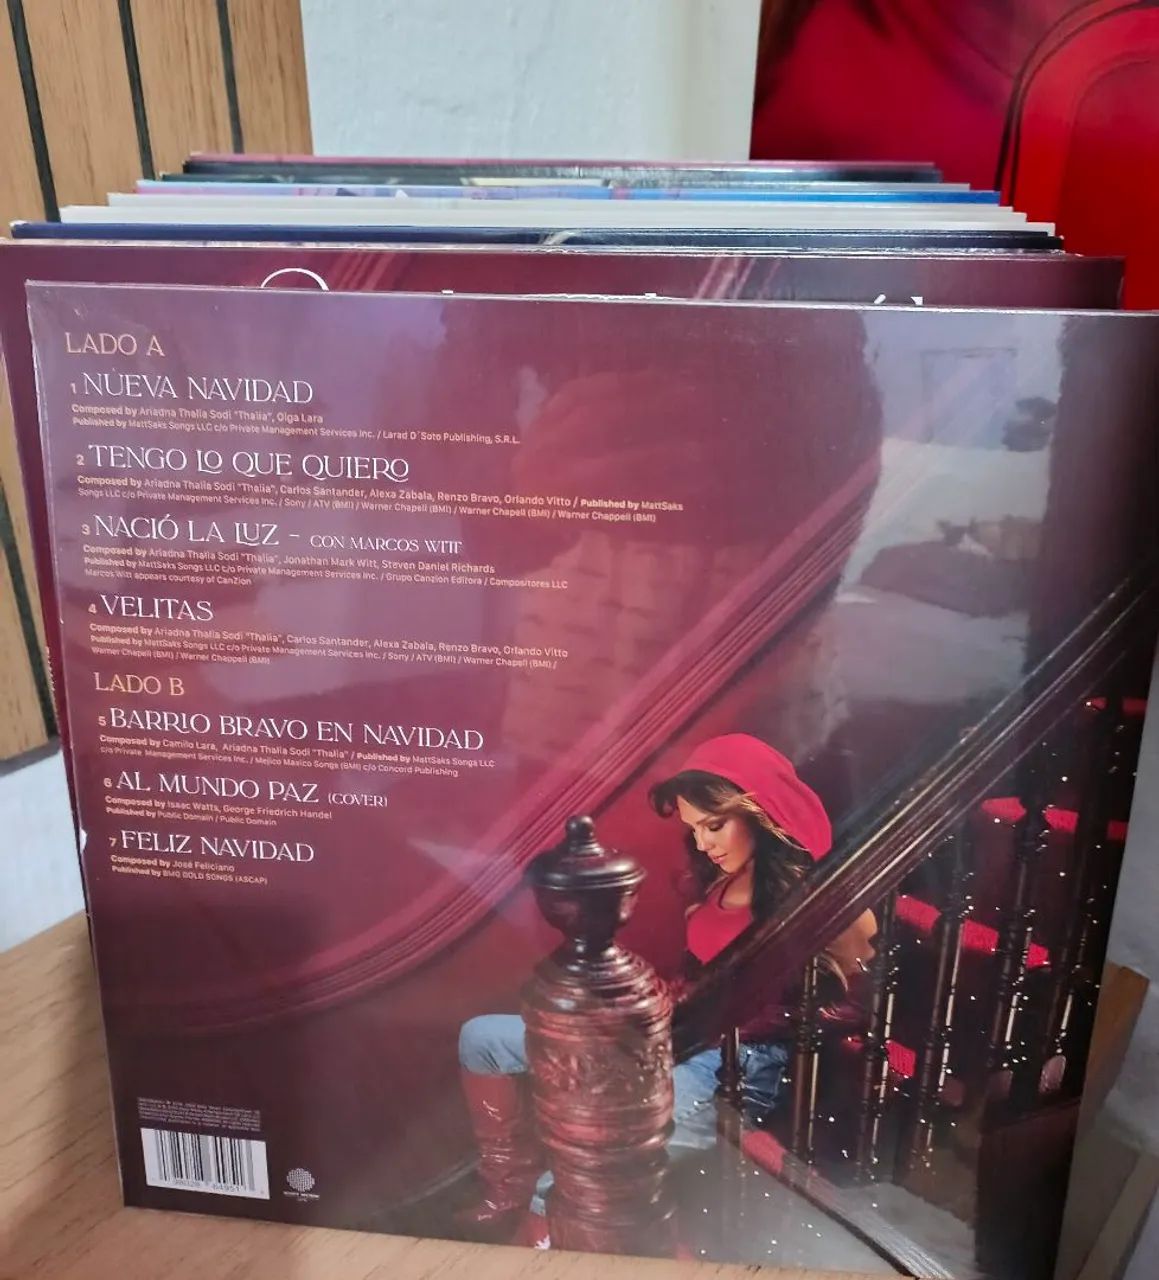 LADO A
1 NUEVA NAVIDAD
Composed by Ariadna Thalía Sodi "Thalia", Olga Lara
Published by MattSaks Songs LLC c/o Private Management Services Inc. / Larad D´Soto Publishing, S.R.L.
2 TENGO LO QUE QUIERO
Composed by Ariadna Thalia Sodi "Thalia", Carlos Santander, Alexa Zabala, Renzo Bravo, Orlando Vitto / Published by MattSaks
Songs LLC c/o Private Management Services Inc. / Sony / ATV (BMI) / Warner Chapell (BMI) / Warner Chapell (BMI) / Warner Chappell (BMI)
3 NACIÓ LA LUZ - CON MARCOS WITT
Composed by Ariadna Thalia Sodi "Thalia", Jonathan Mark Witt, Steven Daniel Richards
Published by MattSaks Songs LLC c/o Private Management Services Inc. / Grupo Canzion Editora / Compositores LLC
Marcos Witt appears courtesy of CanZion
4 VELITAS
Composed by Ariadna Thalia Sodi "Thalia", Carlos Santander, Alexa Zabala, Renzo Bravo, Orlando Vitto
Published by MattSaks Songs LLC c/o Private Management Services Inc. / Sony / ATV (BMI) / Warner Chapell (BMI) /
Warner Chapell (BMI) / Warner Chappell (BMI)
LADO B
5 BARRIO BRAVO EN NAVIDAD
Composed by Camilo Lara, Ariadna Thalia Sodi "Thalia" / Published by MattSaks Songs LLC
c/o Private Management Services Inc. / Mejico Maxico Songs (BMI) c/o Concord Publishing
6 AL MUNDO PAZ (COVER)
Composed by Isaac Watts, George Friedrich Handel
Published by Public Domain / Public Domain
7 FELIZ NAVIDAD
Composed by José Feliciano
Published by BMG GOLD SONGS (ASCAP)